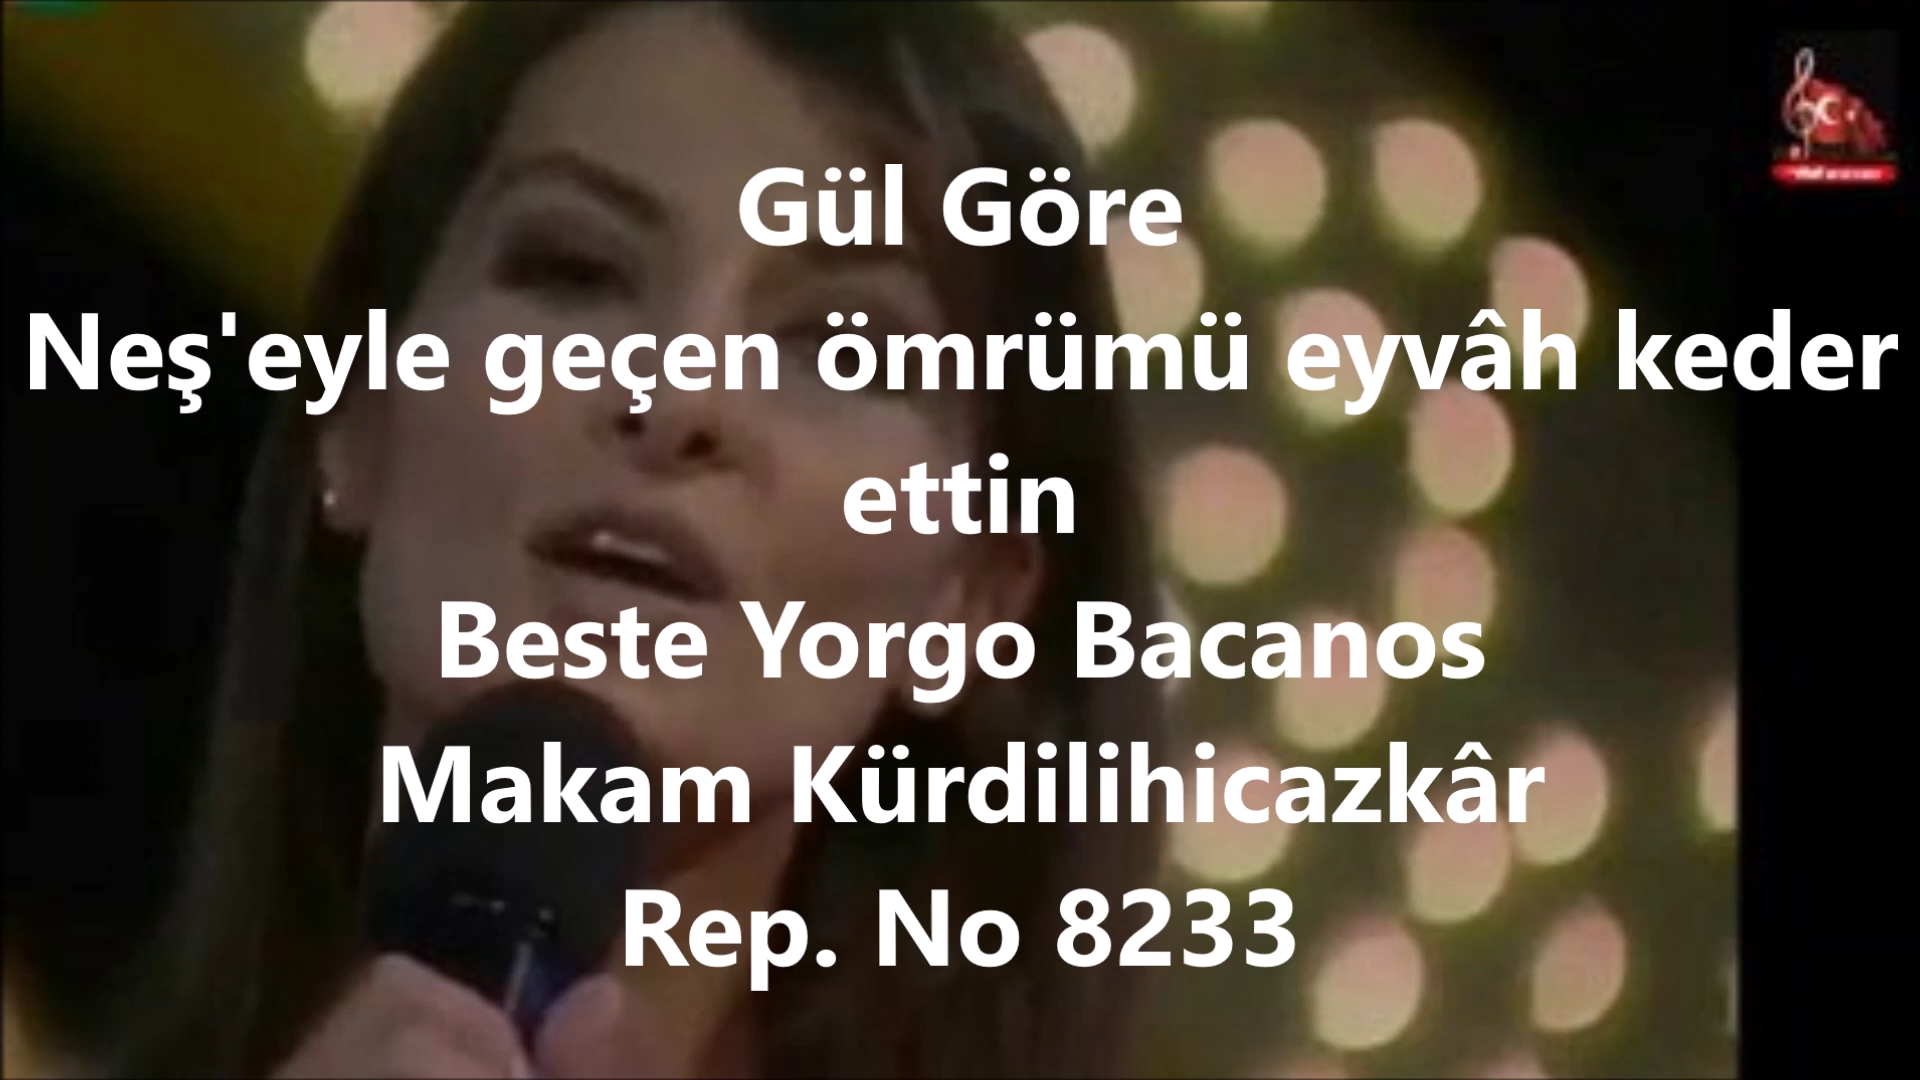 Gül Göre
Neş'eyle geçen ömrümü eyvâh keder
ettin
Beste Yorgo Bacanos
Makam Kürdilihicazkâr
Rep. No 8233